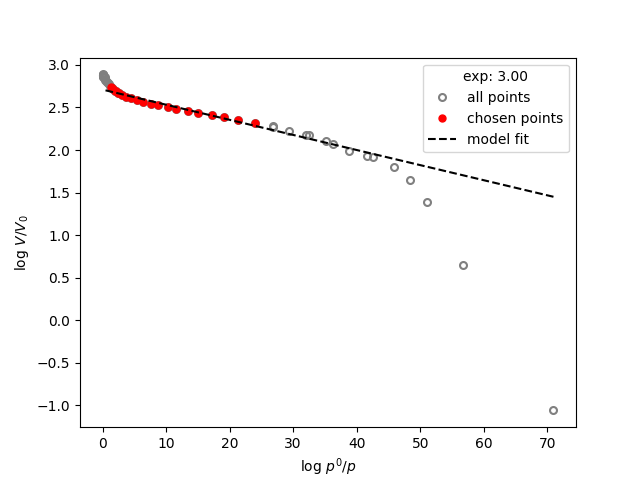 exp: 3.00
all points
chosen points
model fit
3.0
2.5
2.0
1.5
1.0
0.5
0.0
−0.5
−1.0
log V/V₀
0 10 20 30 40 50 60 70
log p⁰/p